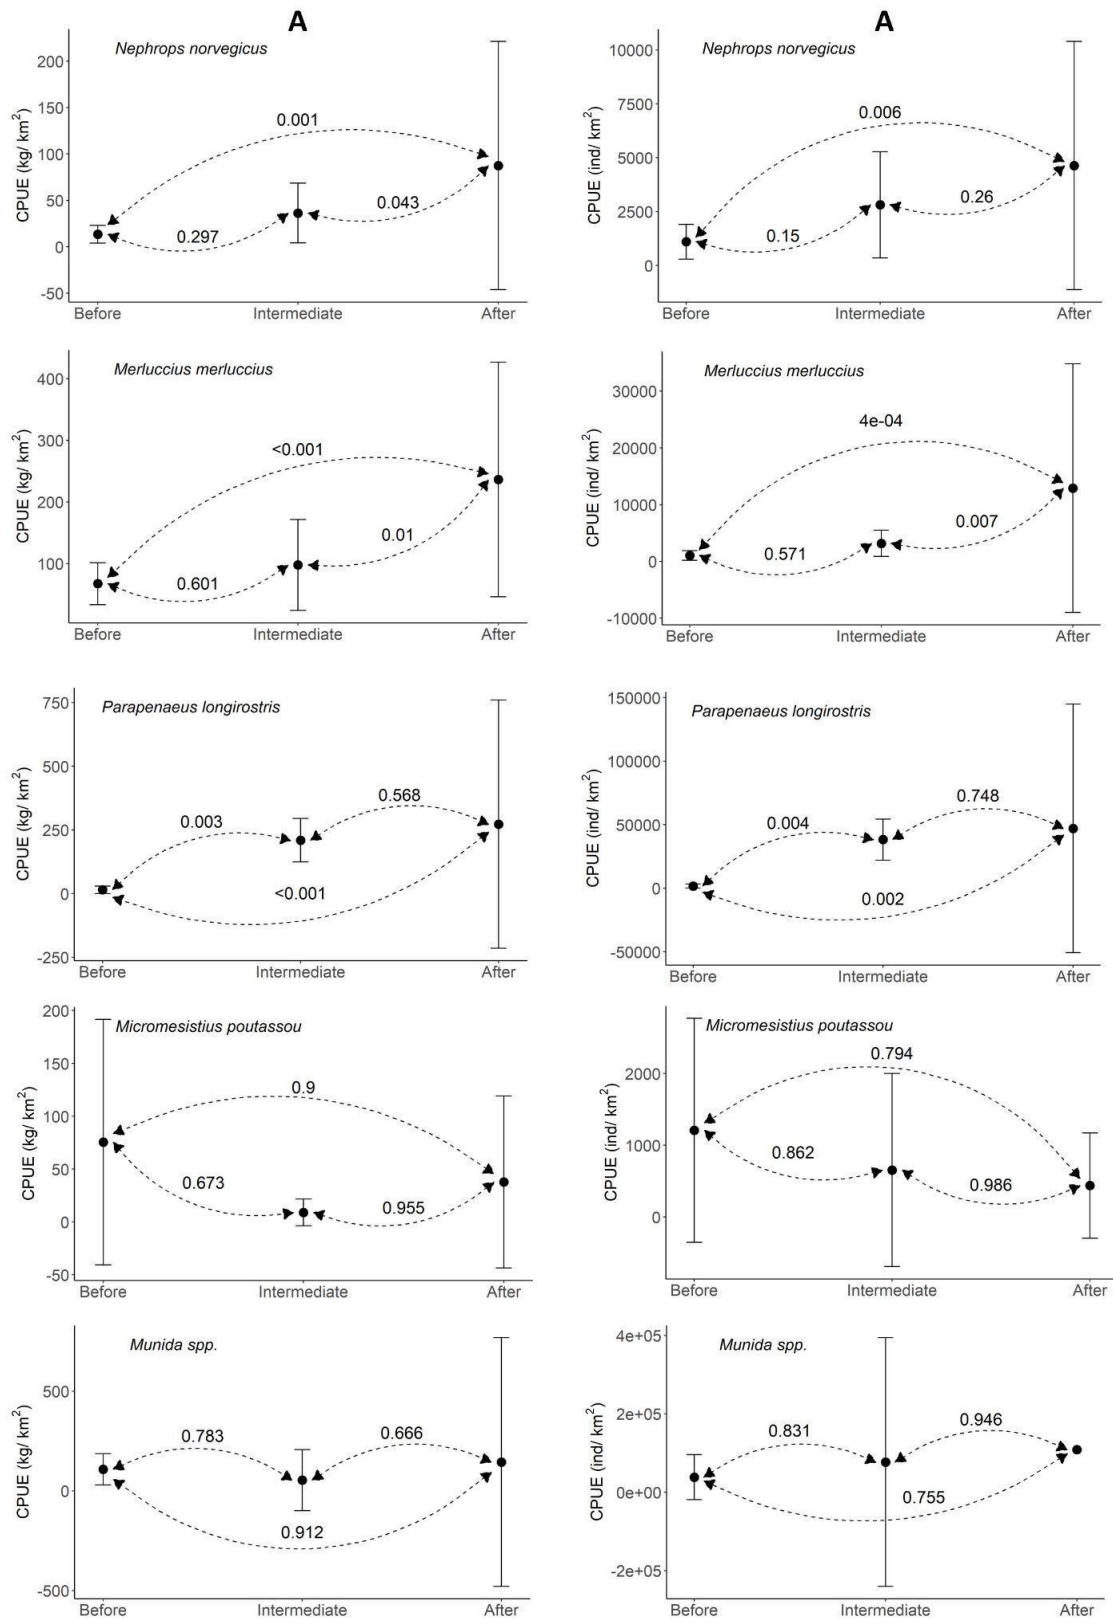 A
Nephrops norvegicus
CPUE (kg/ km²)
200
150
100
50
0
-50
0.001
0.043
0.297
Before Intermediate After
A
Nephrops norvegicus
CPUE (ind/ km²)
10000
7500
5000
2500
0
0.006
0.26
0.15
Before Intermediate After
Merluccius merluccius
CPUE (kg/ km²)
400
300
200
100
<0.001
0.01
0.601
Before Intermediate After
Merluccius merluccius
CPUE (ind/ km²)
30000
20000
10000
0
-10000
4e-04
0.007
0.571
Before Intermediate After
Parapenaeus longirostris
CPUE (kg/ km²)
750
500
250
0
-250
0.568
0.003
<0.001
Before Intermediate After
Parapenaeus longirostris
CPUE (ind/ km²)
150000
100000
50000
0
-50000
0.748
0.004
0.002
Before Intermediate After
Micromesistius poutassou
CPUE (kg/ km²)
200
150
100
50
0
-50
0.9
0.673
0.955
Before Intermediate After
Micromesistius poutassou
CPUE (ind/ km²)
2000
1000
0
0.794
0.862
0.986
Before Intermediate After
Munida spp.
CPUE (kg/ km²)
500
0
-500
0.783
0.666
0.912
Before Intermediate After
Munida spp.
CPUE (ind/ km²)
4e+05
2e+05
0e+00
-2e+05
0.946
0.831
0.755
Before Intermediate After